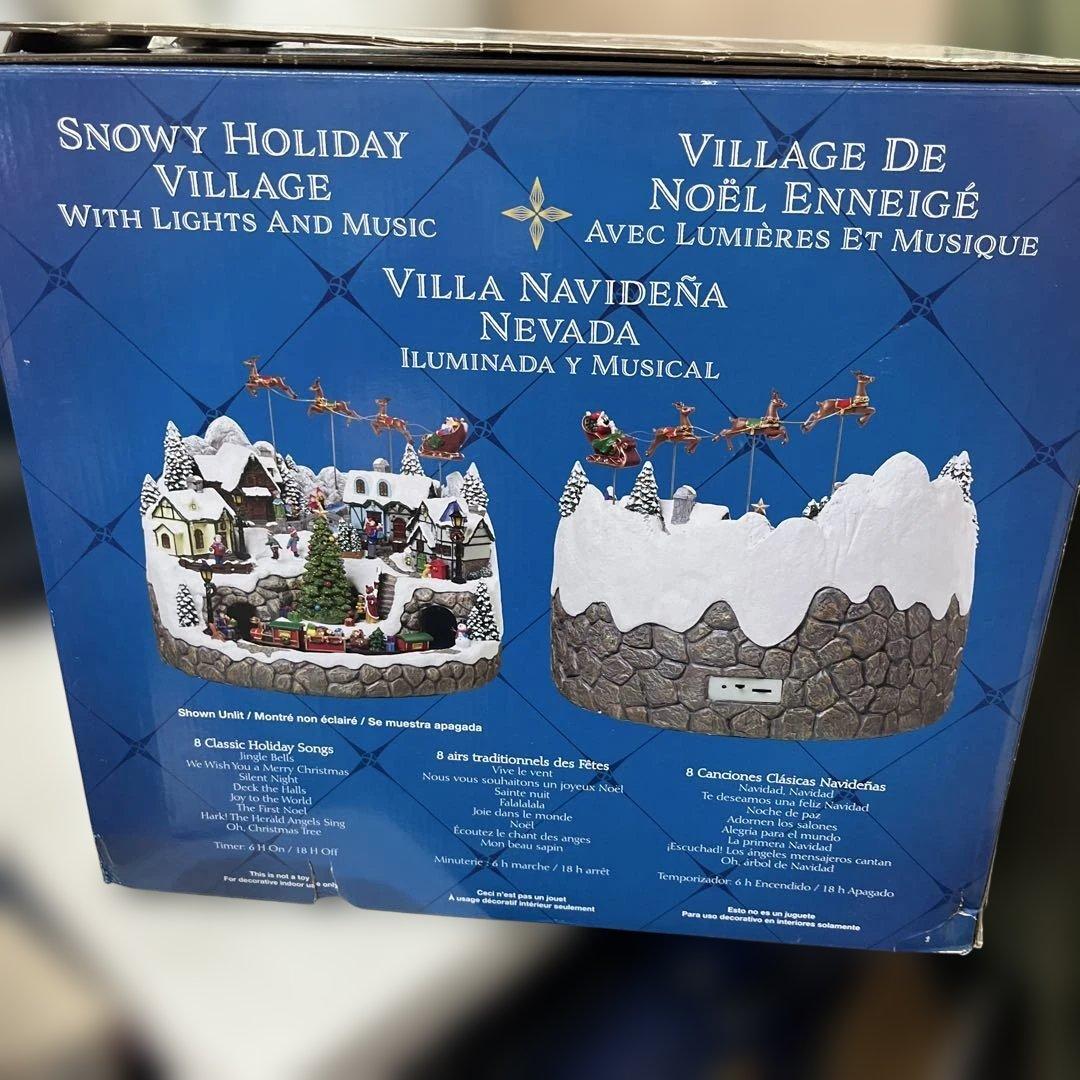 SNOWY HOLIDAY
VILLAGE
WITH LIGHTS AND MUSIC
VILLAGE DE
NOËL ENNEIGÉ
AVEC LUMIÈRES ET MUSIQUE
VILLA NAVIDEÑA
NEVADA
ILUMINADA Y MUSICAL
Shown Unlit / Montré non éclairé / Se muestra apagada
8 Classic Holiday Songs
Jingle Bells
We Wish You a Merry Christmas
Silent Night
Deck the Halls
Joy to the World
The First Noel
Hark! The Herald Angels Sing
Oh, Christmas Tree
Timer: 6 H On / 18 H Off
This is not a toy
For decorative indoor use only
8 airs traditionnels des Fêtes
Vive le vent
Nous vous souhaitons un joyeux Noël
Sainte nuit
Falalalala
Joie dans le monde
Noël
Écoutez le chant des anges
Mon beau sapin
Minuterie : 6 h marche / 18 h arrêt
Ceci n'est pas un jouet
À usage décoratif intérieur seulement
8 Canciones Clásicas Navideñas
Navidad, Navidad
Te deseamos una feliz Navidad
Noche de paz
Adornen los salones
Alegría para el mundo
La primera Navidad
¡Escuchad! Los ángeles mensajeros cantan
Oh, árbol de Navidad
Temporizador: 6 h Encendido / 18 h Apagado
Esto no es un juguete
Para uso decorativo en interiores solamente